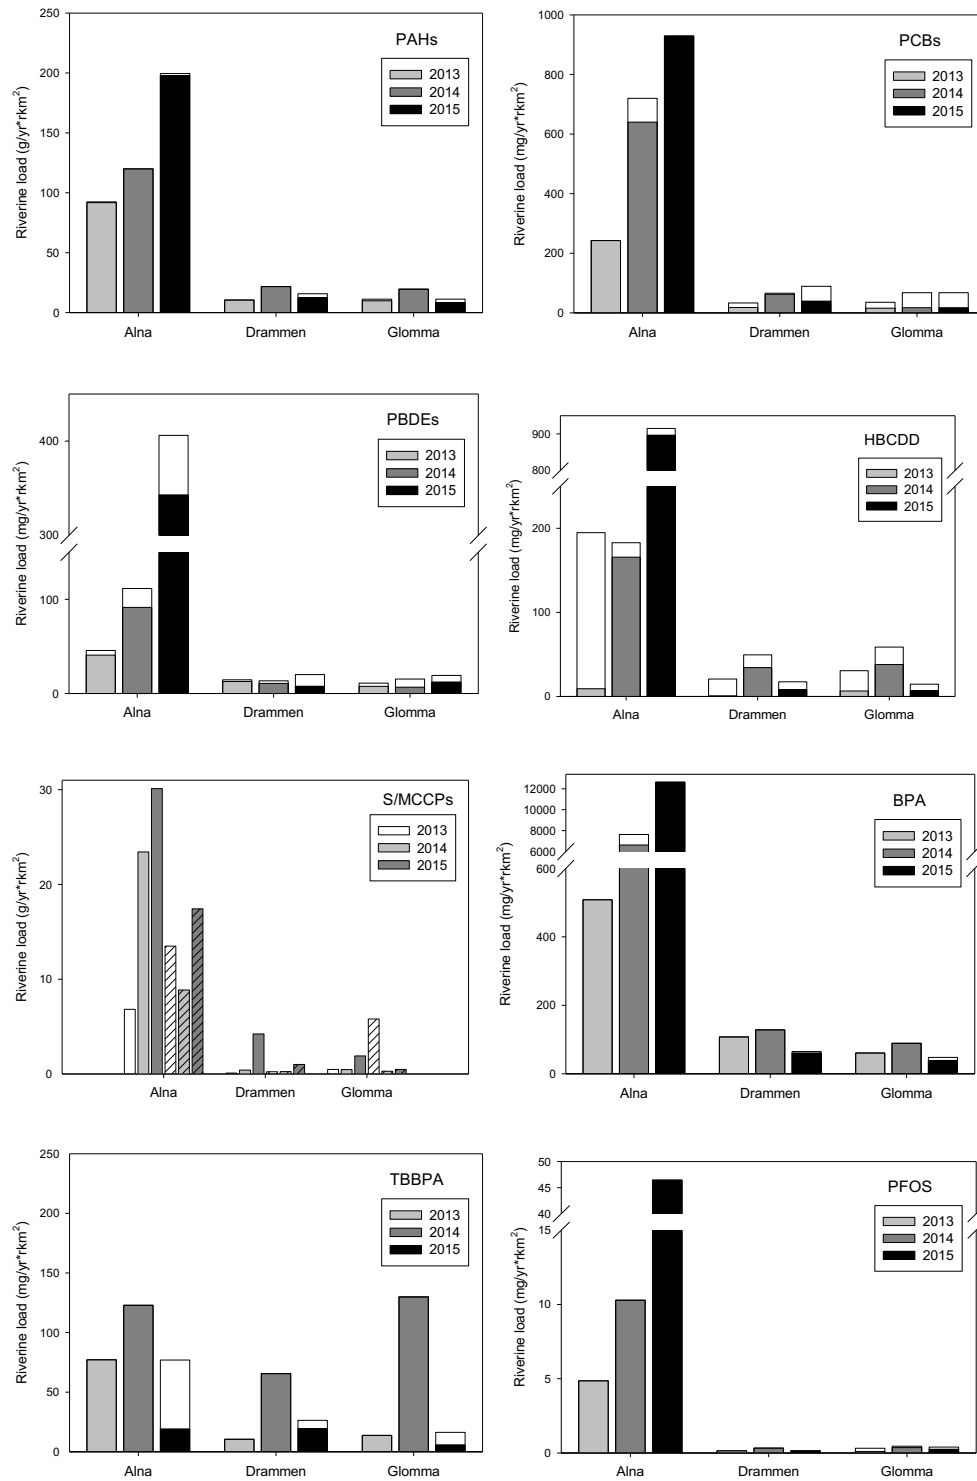 PAHs
2013
2014
2015
Riverine load (g/yr*rkm²)
250
200
150
100
50
0
Alna Drammen Glomma
PCBs
2013
2014
2015
Riverine load (mg/yr*rkm²)
1000
800
600
400
200
0
Alna Drammen Glomma
PBDEs
2013
2014
2015
Riverine load (mg/yr*rkm²)
400
300
100
0
Alna Drammen Glomma
HBCDD
2013
2014
2015
Riverine load (mg/yr*rkm²)
900
800
200
100
0
Alna Drammen Glomma
S/MCCPs
2013
2014
2015
Riverine load (g/yr*rkm²)
30
20
10
0
Alna Drammen Glomma
BPA
2013
2014
2015
Riverine load (mg/yr*rkm²)
12000
10000
8000
6000
600
400
200
0
Alna Drammen Glomma
TBBPA
2013
2014
2015
Riverine load (mg/yr*rkm²)
250
200
150
100
50
0
Alna Drammen Glomma
PFOS
2013
2014
2015
Riverine load (mg/yr*rkm²)
50
45
40
15
10
5
0
Alna Drammen Glomma